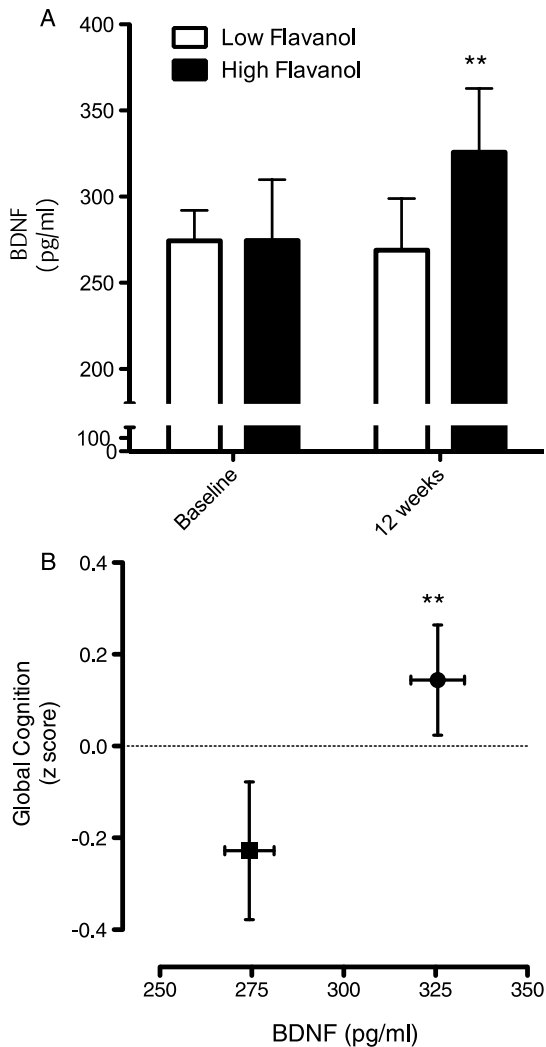 A
400
Low Flavanol
High Flavanol
**
350
300
BDNF
(pg/ml)
250
200
100
0
Baseline
12 weeks
B
0.4
**
0.2
Global Cognition
(z score)
0.0
-0.2
-0.4
250
275
300
325
350
BDNF (pg/ml)